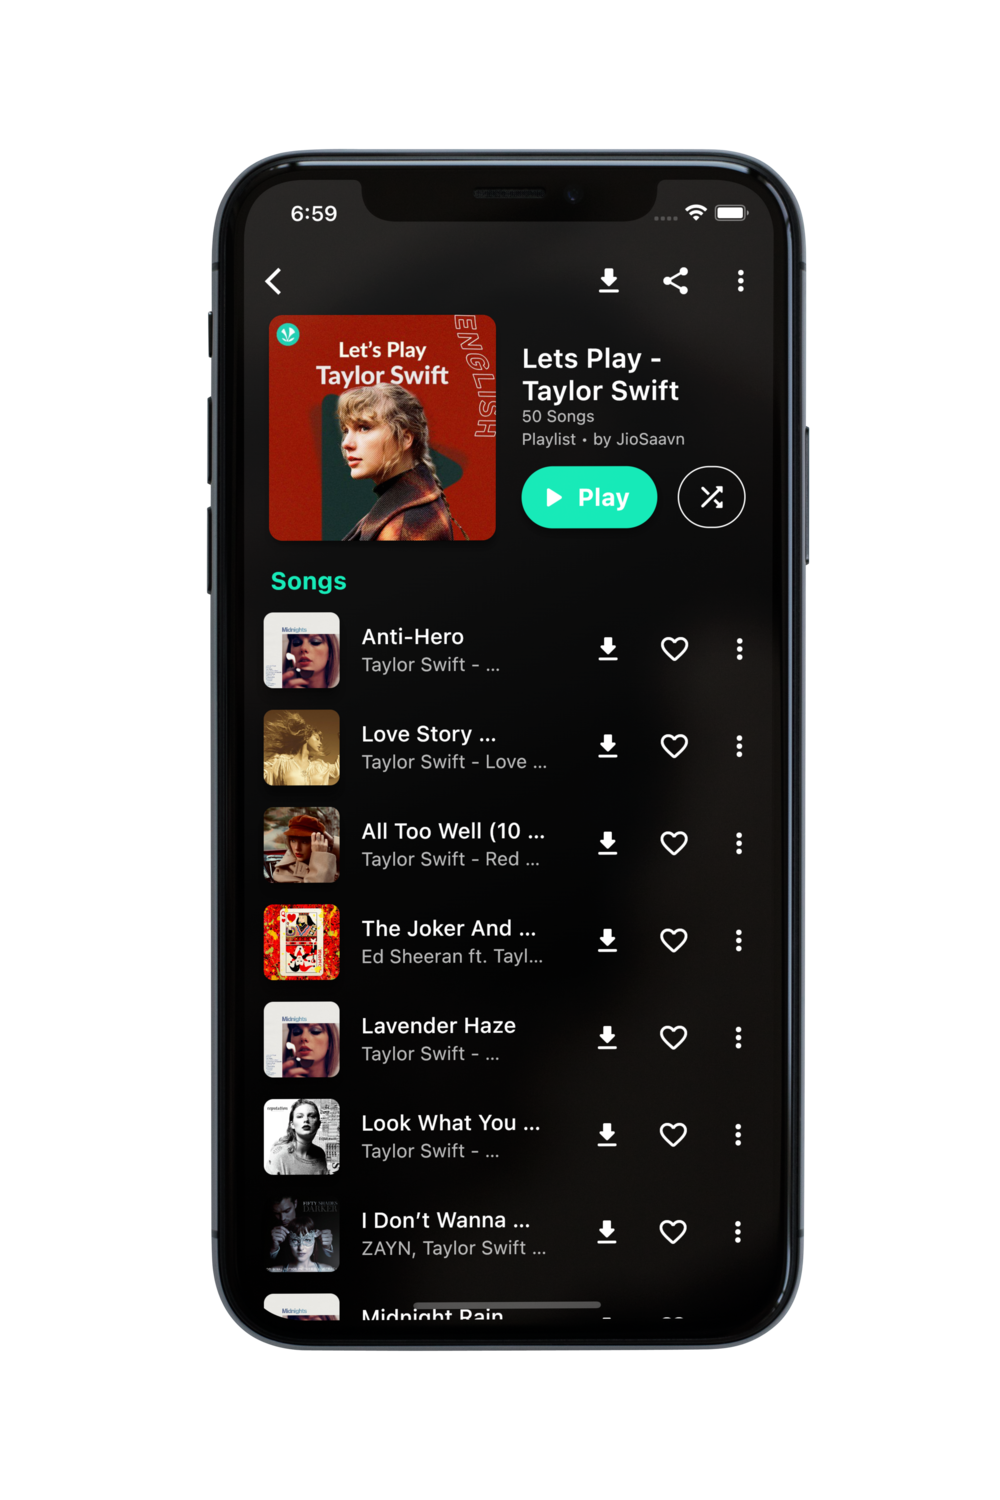 6:59
Let's Play
Taylor Swift
ENGLISH
Lets Play -
Taylor Swift
50 Songs
Playlist • by JioSaavn
Play
Songs
Midnights
Anti-Hero
Taylor Swift - ...
Love Story ...
Taylor Swift - Love ...
All Too Well (10 ...
Taylor Swift - Red ...
The Joker And ...
Ed Sheeran ft. Tayl...
Midnights
Lavender Haze
Taylor Swift - ...
reputation
Look What You ...
Taylor Swift - ...
FIFTY SHADES
DARKER
I Don’t Wanna ...
ZAYN, Taylor Swift ...
Midnights
Midnight Rain